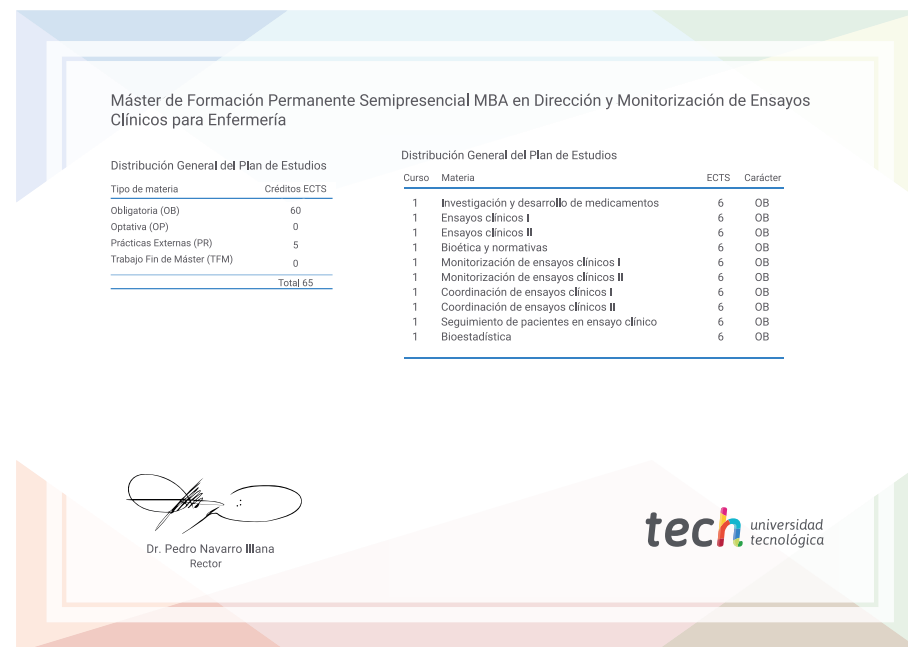 Máster de Formación Permanente Semipresencial MBA en Dirección y Monitorización de Ensayos
Clínicos para Enfermería
Distribución General del Plan de Estudios
Tipo de materia Créditos ECTS
Obligatoria (OB) 60
Optativa (OP) 0
Prácticas Externas (PR) 5
Trabajo Fin de Máster (TFM) 0
Total 65
Distribución General del Plan de Estudios
Curso Materia ECTS Carácter
1 Investigación y desarrollo de medicamentos 6 OB
1 Ensayos clínicos I 6 OB
1 Ensayos clínicos II 6 OB
1 Bioética y normativas 6 OB
1 Monitorización de ensayos clínicos I 6 OB
1 Monitorización de ensayos clínicos II 6 OB
1 Coordinación de ensayos clínicos I 6 OB
1 Coordinación de ensayos clínicos II 6 OB
1 Seguimiento de pacientes en ensayo clínico 6 OB
1 Bioestadística 6 OB
Dr. Pedro Navarro Illana
Rector
tech universidad
tecnológica